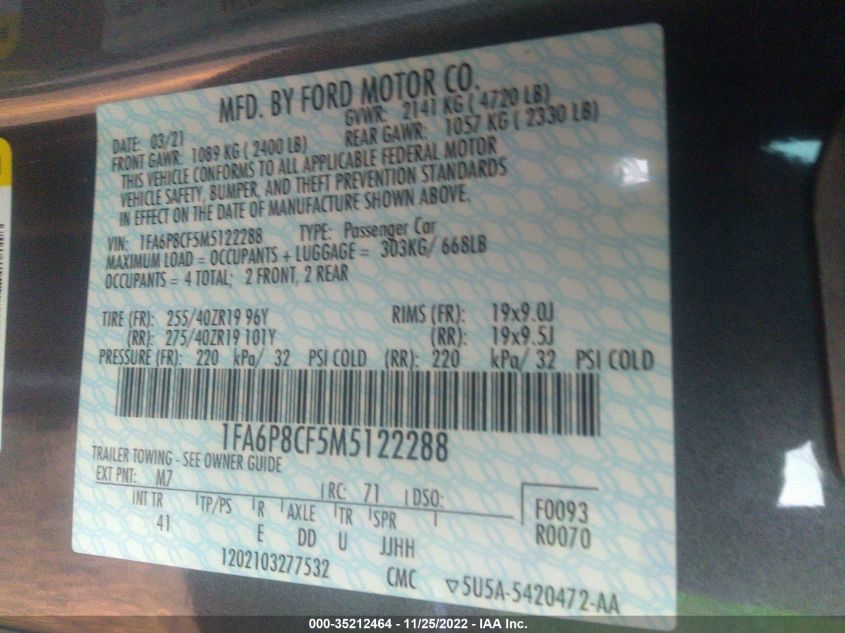 MFD. BY FORD MOTOR CO.
DATE: 03/21 GVWR: 2141 KG ( 4720 LB)
FRONT GAWR: 1089 KG ( 2400 LB) REAR GAWR: 1057 KG ( 2330 LB)
THIS VEHICLE CONFORMS TO ALL APPLICABLE FEDERAL MOTOR
VEHICLE SAFETY, BUMPER, AND THEFT PREVENTION STANDARDS
IN EFFECT ON THE DATE OF MANUFACTURE SHOWN ABOVE.
VIN: 1FA6P8CF5M5122288 TYPE: Passenger Car
MAXIMUM LOAD = OCCUPANTS + LUGGAGE = 303KG/ 668LB
OCCUPANTS = 4 TOTAL; 2 FRONT, 2 REAR
TIRE (FR): 255/40ZR19 96Y RIMS (FR): 19x9.0J
(RR): 275/40ZR19 101Y (RR): 19x9.5J
PRESSURE (FR): 220 kPa/ 32 PSI COLD (RR): 220 kPa/ 32 PSI COLD
1FA6P8CF5M5122288
TRAILER TOWING - SEE OWNER GUIDE
EXT PNT: M7 RC: 71 DSO:
INT TR TP/PS R AXLE TR SPR F0093
41 E DD U JJHH R0070
1202103277532 CMC ▽5U5A-5420472-AA
000-35212464 - 11/25/2022 - IAA Inc.